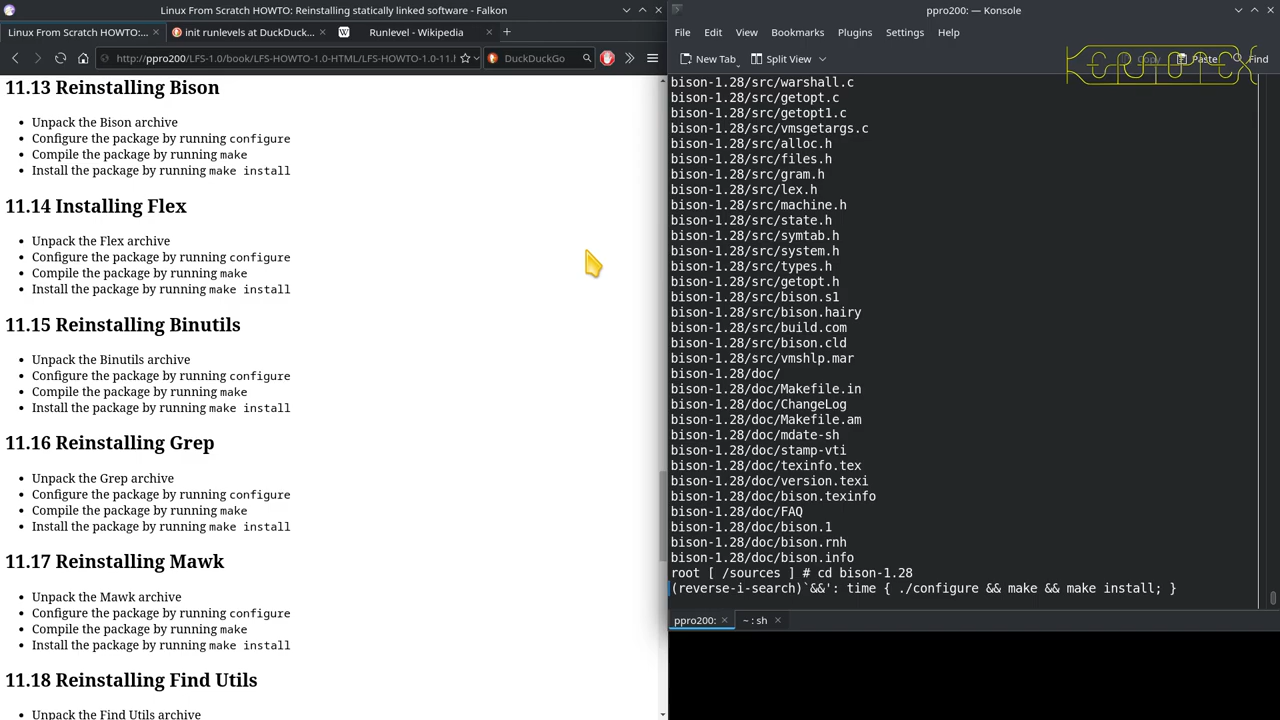 Linux From Scratch HOWTO: Reinstalling statically linked software - Falkon
Linux From Scratch HOWTO:...
init runlevels at DuckDuck...
Runlevel - Wikipedia
http://ppro200/LFS-1.0/book/LFS-HOWTO-1.0-HTML/LFS-HOWTO-1.0-11.h
DuckDuckGo
11.13 Reinstalling Bison
• Unpack the Bison archive
• Configure the package by running configure
• Compile the package by running make
• Install the package by running make install
11.14 Installing Flex
• Unpack the Flex archive
• Configure the package by running configure
• Compile the package by running make
• Install the package by running make install
11.15 Reinstalling Binutils
• Unpack the Binutils archive
• Configure the package by running configure
• Compile the package by running make
• Install the package by running make install
11.16 Reinstalling Grep
• Unpack the Grep archive
• Configure the package by running configure
• Compile the package by running make
• Install the package by running make install
11.17 Reinstalling Mawk
• Unpack the Mawk archive
• Configure the package by running configure
• Compile the package by running make
• Install the package by running make install
11.18 Reinstalling Find Utils
• Unpack the Find Utils archive
ppro200: — Konsole
File Edit View Bookmarks Plugins Settings Help
New Tab Split View Copy Paste Find
bison-1.28/src/warshall.c
bison-1.28/src/getopt.c
bison-1.28/src/getopt1.c
bison-1.28/src/vmsgetargs.c
bison-1.28/src/alloc.h
bison-1.28/src/files.h
bison-1.28/src/gram.h
bison-1.28/src/lex.h
bison-1.28/src/machine.h
bison-1.28/src/state.h
bison-1.28/src/symtab.h
bison-1.28/src/system.h
bison-1.28/src/types.h
bison-1.28/src/getopt.h
bison-1.28/src/bison.s1
bison-1.28/src/bison.hairy
bison-1.28/src/build.com
bison-1.28/src/bison.cld
bison-1.28/src/vmshlp.mar
bison-1.28/doc/
bison-1.28/doc/Makefile.in
bison-1.28/doc/ChangeLog
bison-1.28/doc/Makefile.am
bison-1.28/doc/mdate-sh
bison-1.28/doc/stamp-vti
bison-1.28/doc/texinfo.tex
bison-1.28/doc/version.texi
bison-1.28/doc/bison.texinfo
bison-1.28/doc/FAQ
bison-1.28/doc/bison.1
bison-1.28/doc/bison.rnh
bison-1.28/doc/bison.info
root [ /sources ] # cd bison-1.28
(reverse-i-search)`&&': time { ./configure && make && make install; }
ppro200:
~ : sh